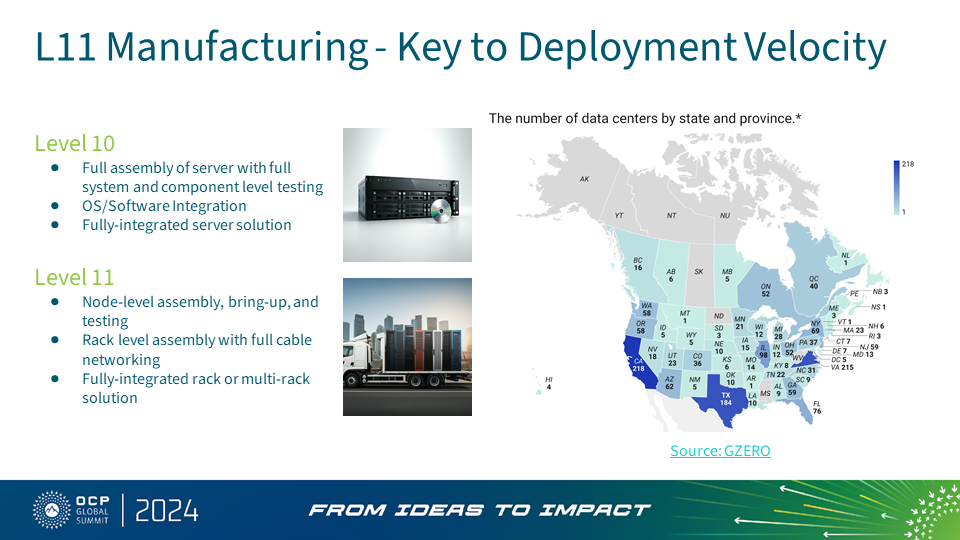 L11 Manufacturing - Key to Deployment Velocity
Level 10
● Full assembly of server with full
system and component level testing
● OS/Software Integration
● Fully-integrated server solution
Level 11
● Node-level assembly, bring-up, and
testing
● Rack level assembly with full cable
networking
● Fully-integrated rack or multi-rack
solution
The number of data centers by state and province.*
218
1
AK
YT
NT
NU
BC
16
AB
6
SK
MB
5
ON
52
QC
40
NL
1
PE
NB 3
NS 1
ME
3
VT 1
NH 6
MA 23
RI 3
CT 7
NJ 59
DE 7
MD 13
DC 5
VA 215
WA
58
OR
58
CA
218
NV
18
ID
5
MT
1
WY
5
UT
23
CO
36
AZ
62
NM
5
ND
SD
3
NE
10
KS
6
OK
10
TX
184
MN
21
IA
15
MO
14
AR
1
LA
10
WI
12
IL
98
MI
28
IN
12
OH
52
KY 8
TN 22
MS
AL
9
GA
59
FL
76
SC 9
NC 31
WV
PA 37
NY
69
HI
4
Source: GZERO
OCP
GLOBAL
SUMMIT
2024
FROM IDEAS TO IMPACT